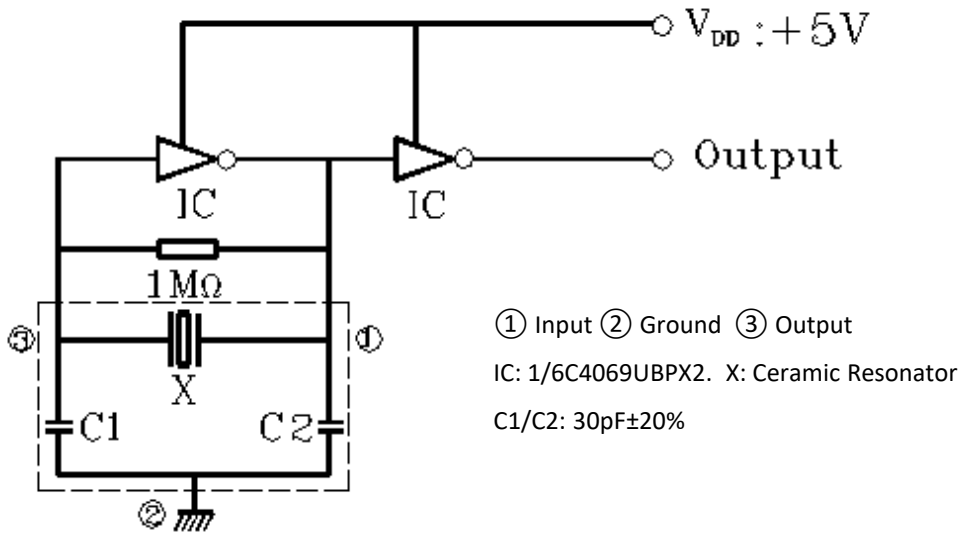 V_DD : +5V
Output
IC
IC
1MΩ
③
①
X
C1
C2
②
① Input ② Ground ③ Output
IC: 1/6C4069UBPX2. X: Ceramic Resonator
C1/C2: 30pF±20%